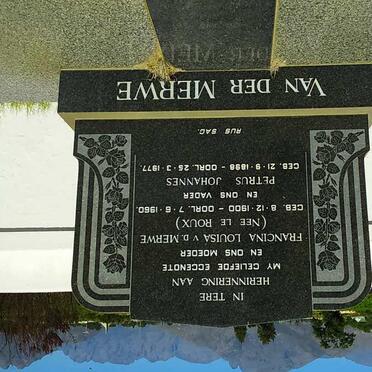 IN TERE
HERINNERING AAN
MY GELIEFDE EGGENOTE
EN ONS MOEDER
FRANCINA LOUISA v.D. MERWE
(NEE LE ROUX)
GEB. 8·12·1900 - OORL. 7·6·1960.
EN ONS VADER
PETRUS JOHANNES
GEB. 21·9·1898 - OORL. 25·3·1977.
RUS SAG.
VAN DER MERWE